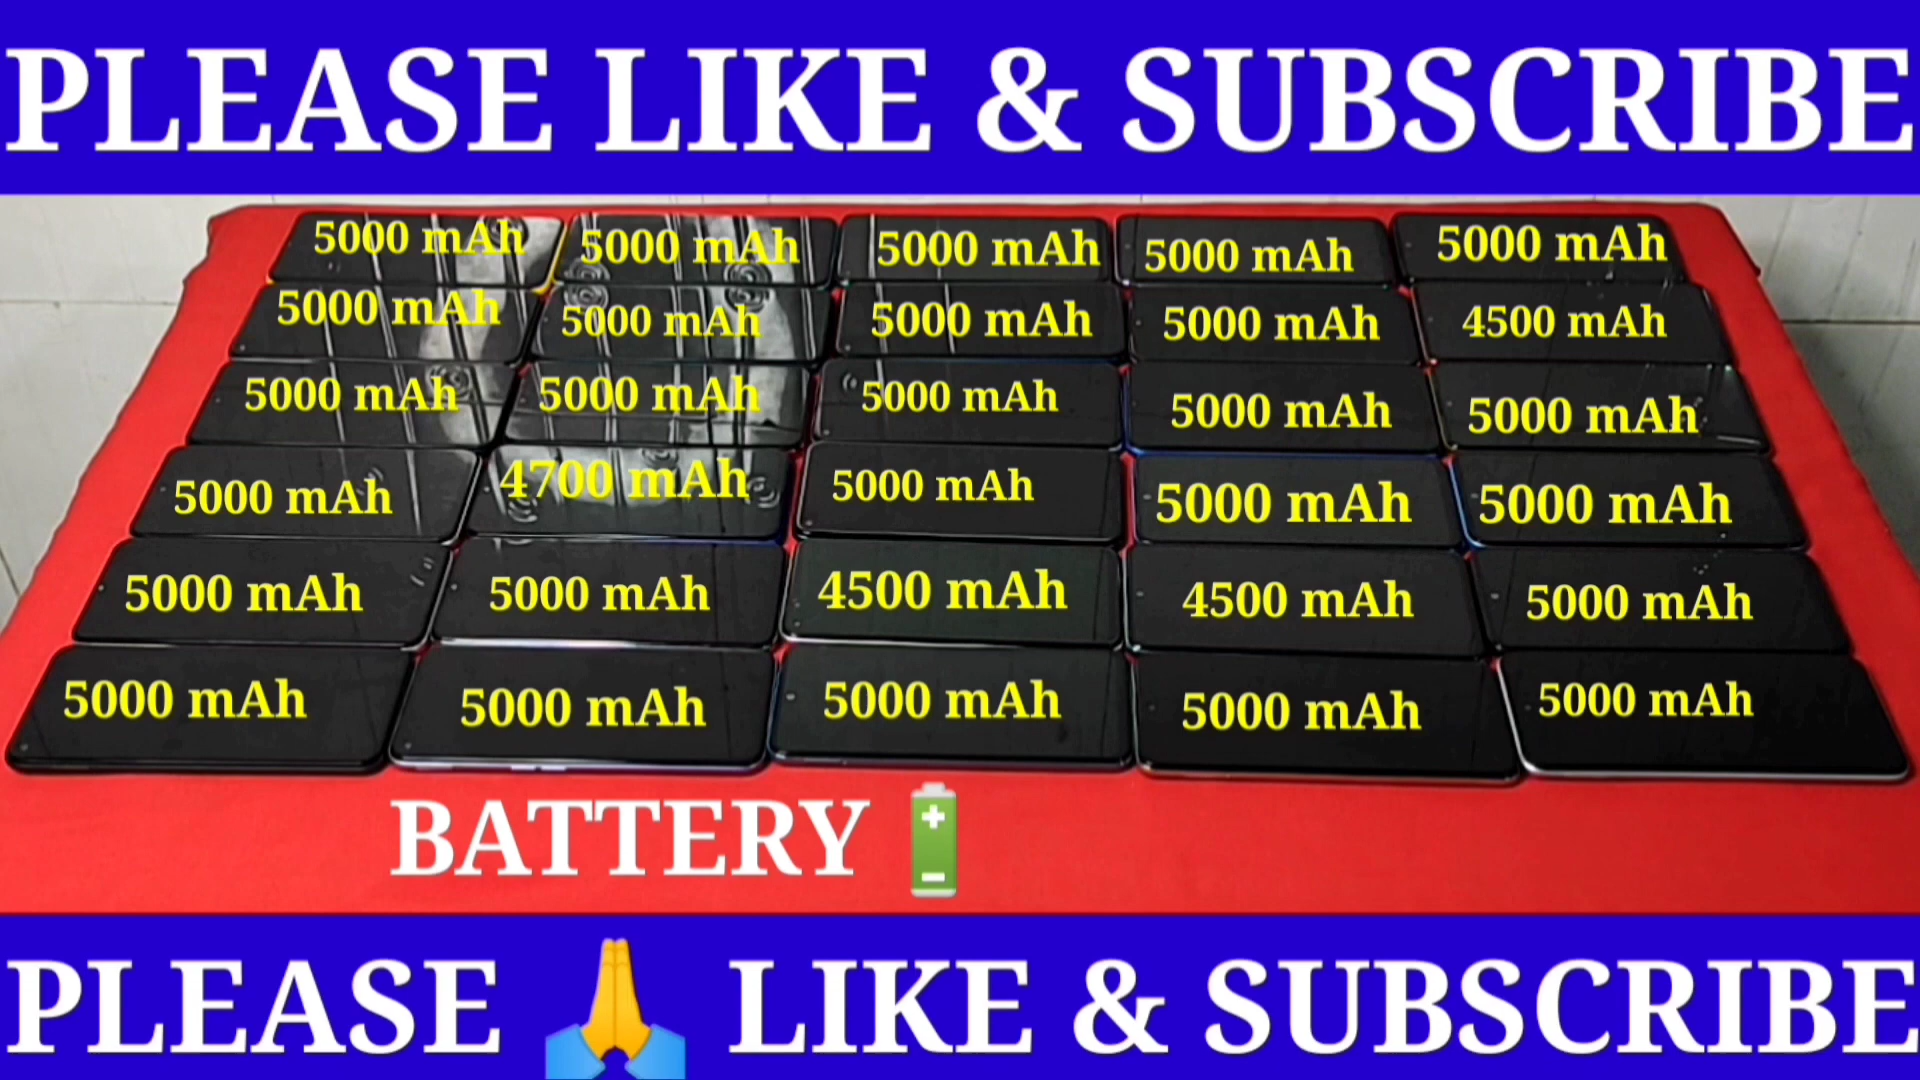 PLEASE LIKE & SUBSCRIBE
5000 mAh 5000 mAh 5000 mAh 5000 mAh 5000 mAh
5000 mAh 5000 mAh 5000 mAh 5000 mAh 4500 mAh
5000 mAh 5000 mAh 5000 mAh 5000 mAh 5000 mAh
5000 mAh 4700 mAh 5000 mAh 5000 mAh 5000 mAh
5000 mAh 5000 mAh 4500 mAh 4500 mAh 5000 mAh
5000 mAh 5000 mAh 5000 mAh 5000 mAh 5000 mAh
BATTERY 🔋
PLEASE 🙏 LIKE & SUBSCRIBE